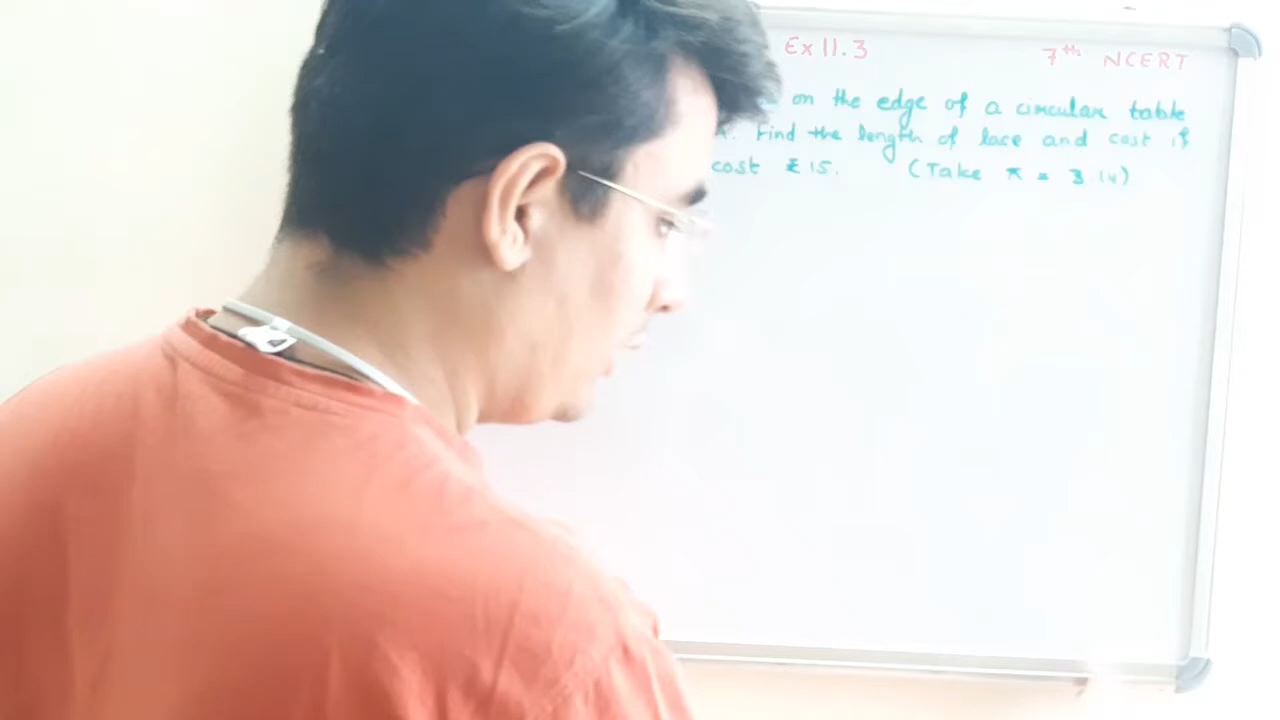 Ex 11.3 7th NCERT
on the edge of a circular table
Find the length of lace and cost if
cost ₹15. (Take π = 3.14)